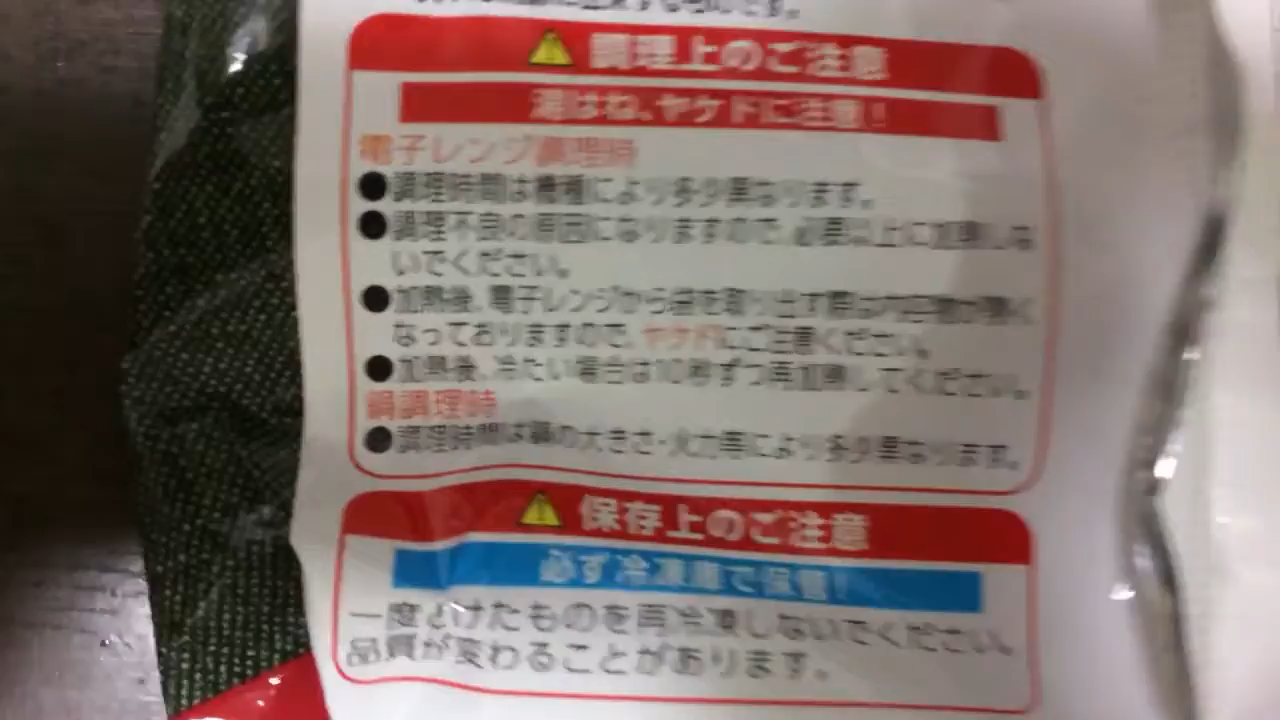 調理上のご注意
湯はね、ヤケドに注意！
電子レンジ調理時
●調理時間は機種により多少異なります。
●調理不良の原因になりますので、必要以上に加熱しな
いでください。
●加熱後、電子レンジから袋を取り出す際は内容物が熱く
なっておりますので、ヤケドにご注意ください。
●加熱後、冷たい場合は10秒ずつ再加熱してください。
鍋調理時
●調理時間は鍋の大きさ・火力等により多少異なります。
保存上のご注意
必ず冷凍庫で保管！
一度とけたものを再冷凍しないでください。
品質が変わることがあります。